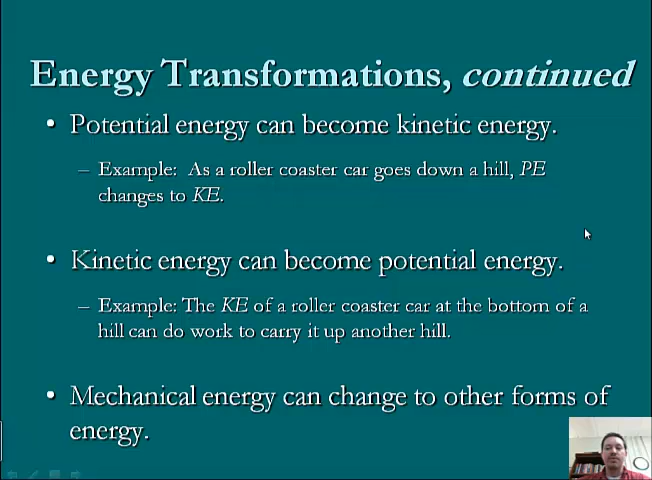 Energy Transformations, continued
• Potential energy can become kinetic energy.
– Example: As a roller coaster car goes down a hill, PE
changes to KE.
• Kinetic energy can become potential energy.
– Example: The KE of a roller coaster car at the bottom of a
hill can do work to carry it up another hill.
• Mechanical energy can change to other forms of
energy.